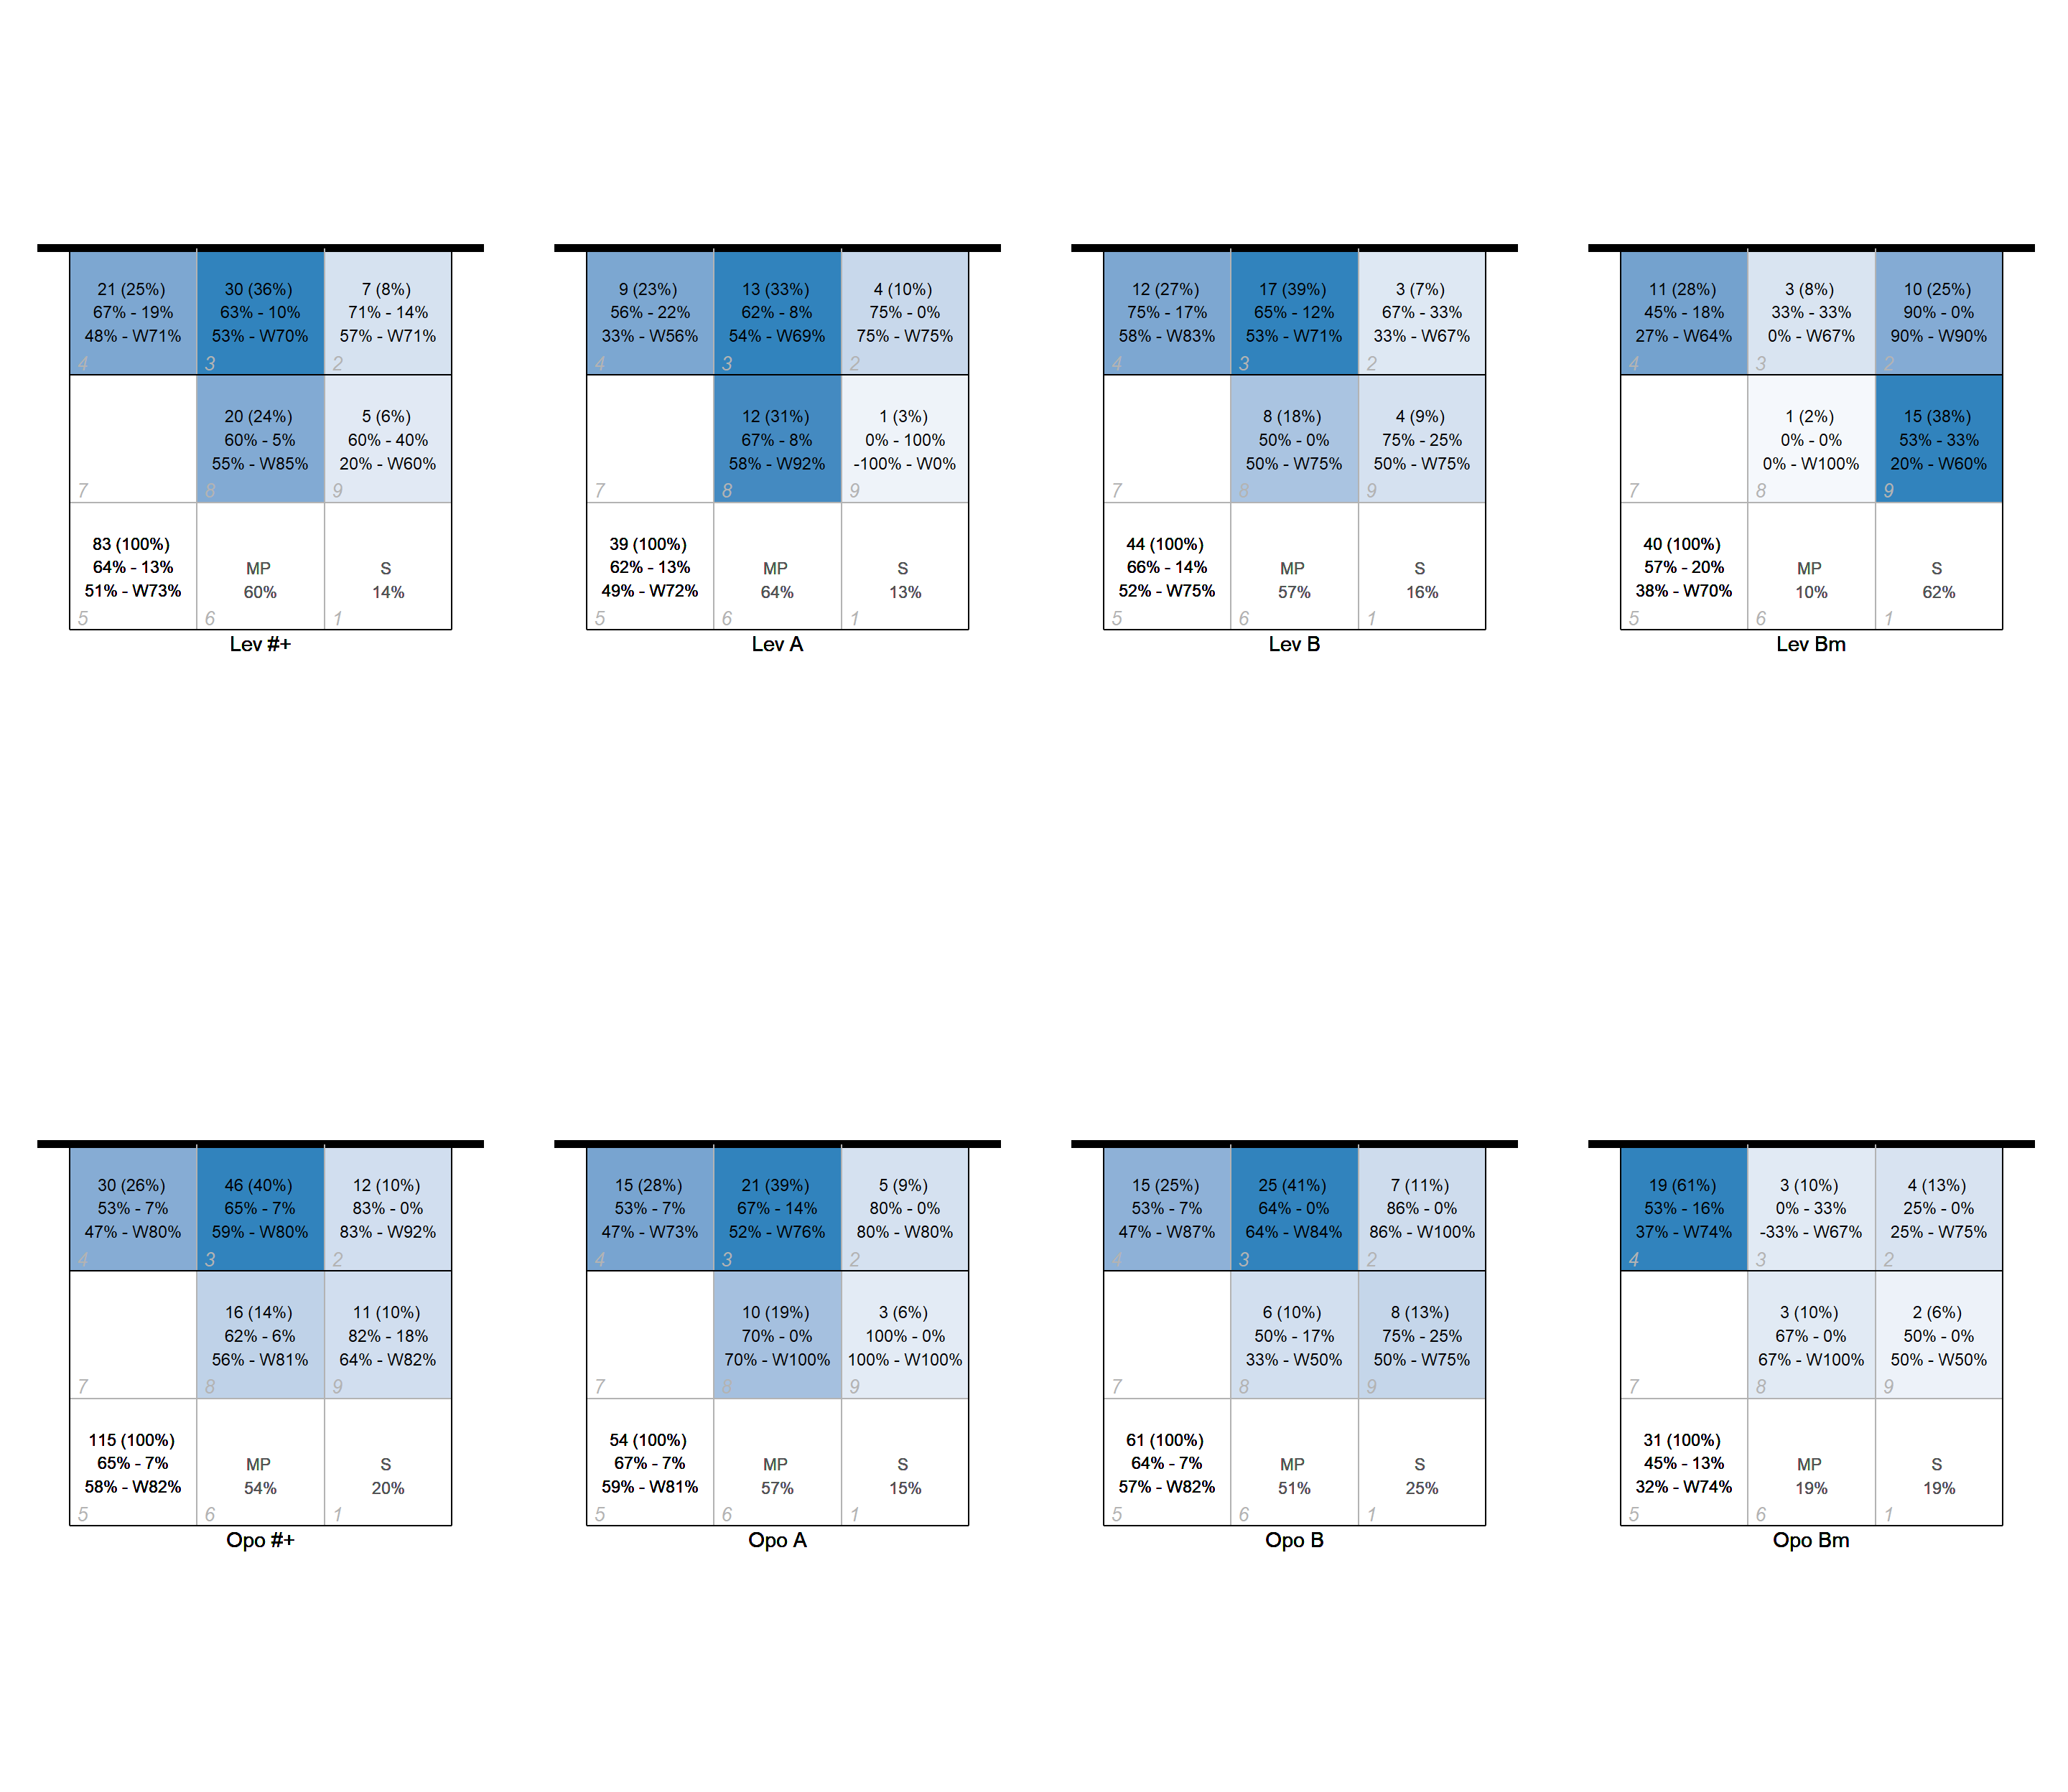 21 (25%)
67% - 19%
48% - W71%
4
30 (36%)
63% - 10%
53% - W70%
3
7 (8%)
71% - 14%
57% - W71%
2
7
20 (24%)
60% - 5%
55% - W85%
8
5 (6%)
60% - 40%
20% - W60%
9
83 (100%)
64% - 13%
51% - W73%
5
MP
60%
6
S
14%
1
Lev #+
9 (23%)
56% - 22%
33% - W56%
4
13 (33%)
62% - 8%
54% - W69%
3
4 (10%)
75% - 0%
75% - W75%
2
7
12 (31%)
67% - 8%
58% - W92%
8
1 (3%)
0% - 100%
-100% - W0%
9
39 (100%)
62% - 13%
49% - W72%
5
MP
64%
6
S
13%
1
Lev A
12 (27%)
75% - 17%
58% - W83%
4
17 (39%)
65% - 12%
53% - W71%
3
3 (7%)
67% - 33%
33% - W67%
2
7
8 (18%)
50% - 0%
50% - W75%
8
4 (9%)
75% - 25%
50% - W75%
9
44 (100%)
66% - 14%
52% - W75%
5
MP
57%
6
S
16%
1
Lev B
11 (28%)
45% - 18%
27% - W64%
4
3 (8%)
33% - 33%
0% - W67%
3
10 (25%)
90% - 0%
90% - W90%
2
7
1 (2%)
0% - 0%
0% - W100%
8
15 (38%)
53% - 33%
20% - W60%
9
40 (100%)
57% - 20%
38% - W70%
5
MP
10%
6
S
62%
1
Lev Bm
30 (26%)
53% - 7%
47% - W80%
4
46 (40%)
65% - 7%
59% - W80%
3
12 (10%)
83% - 0%
83% - W92%
2
7
16 (14%)
62% - 6%
56% - W81%
8
11 (10%)
82% - 18%
64% - W82%
9
115 (100%)
65% - 7%
58% - W82%
5
MP
54%
6
S
20%
1
Opo #+
15 (28%)
53% - 7%
47% - W73%
4
21 (39%)
67% - 14%
52% - W76%
3
5 (9%)
80% - 0%
80% - W80%
2
7
10 (19%)
70% - 0%
70% - W100%
8
3 (6%)
100% - 0%
100% - W100%
9
54 (100%)
67% - 7%
59% - W81%
5
MP
57%
6
S
15%
1
Opo A
15 (25%)
53% - 7%
47% - W87%
4
25 (41%)
64% - 0%
64% - W84%
3
7 (11%)
86% - 0%
86% - W100%
2
7
6 (10%)
50% - 17%
33% - W50%
8
8 (13%)
75% - 25%
50% - W75%
9
61 (100%)
64% - 7%
57% - W82%
5
MP
51%
6
S
25%
1
Opo B
19 (61%)
53% - 16%
37% - W74%
4
3 (10%)
0% - 33%
-33% - W67%
3
4 (13%)
25% - 0%
25% - W75%
2
7
3 (10%)
67% - 0%
67% - W100%
8
2 (6%)
50% - 0%
50% - W50%
9
31 (100%)
45% - 13%
32% - W74%
5
MP
19%
6
S
19%
1
Opo Bm